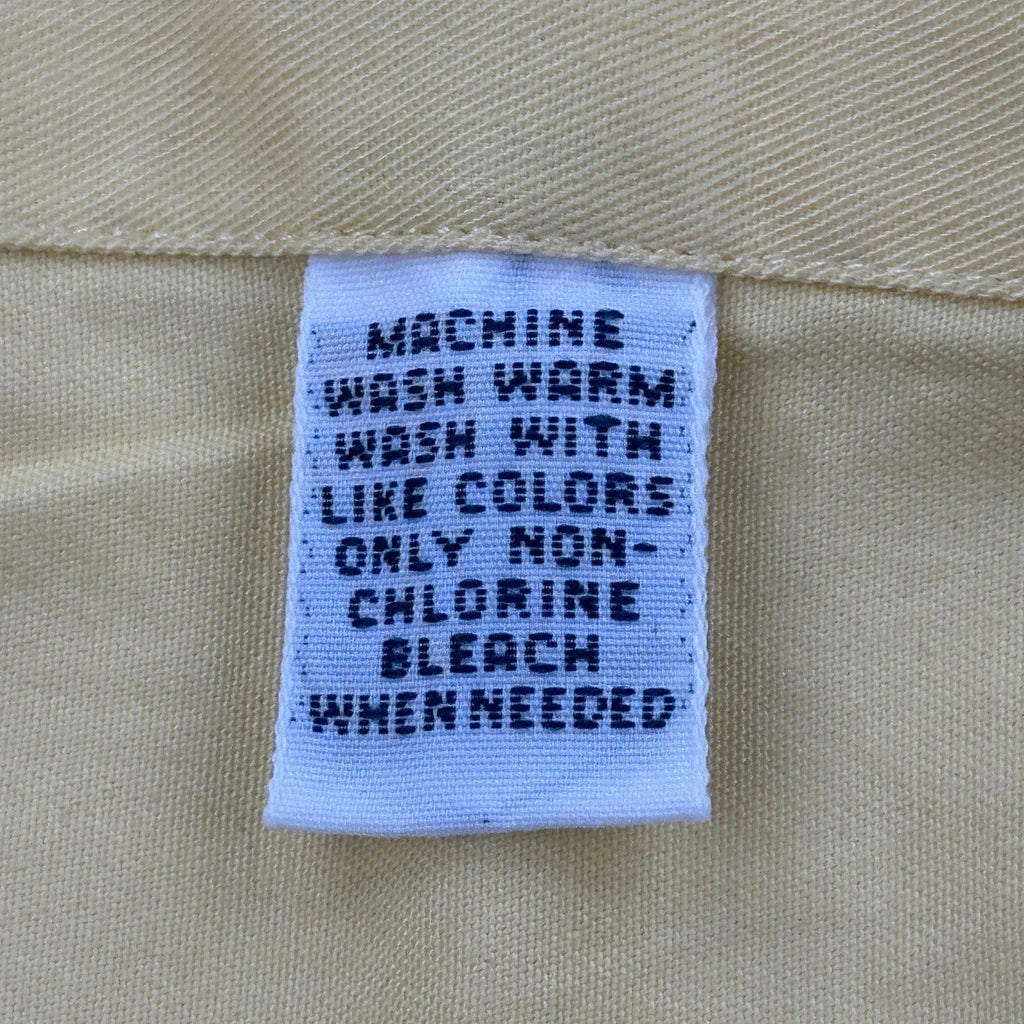 MACHINE
WASH WARM
WASH WITH
LIKE COLORS
ONLY NON-
CHLORINE
BLEACH
WHEN NEEDED